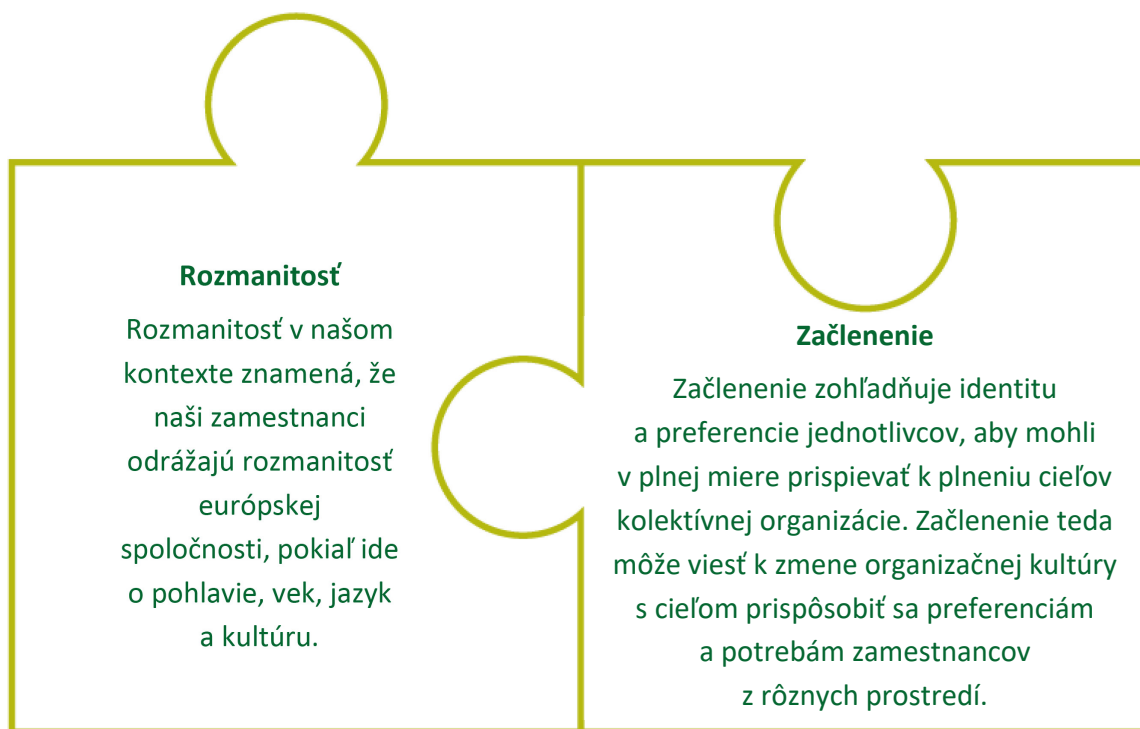 Rozmanitosť
Rozmanitosť v našom
kontexte znamená, že
naši zamestnanci
odrážajú rozmanitosť
európskej
spoločnosti, pokiaľ ide
o pohlavie, vek, jazyk
a kultúru.
Začlenenie
Začlenenie zohľadňuje identitu
a preferencie jednotlivcov, aby mohli
v plnej miere prispievať k plneniu cieľov
kolektívnej organizácie. Začlenenie teda
môže viesť k zmene organizačnej kultúry
s cieľom prispôsobiť sa preferenciám
a potrebám zamestnancov
z rôznych prostredí.